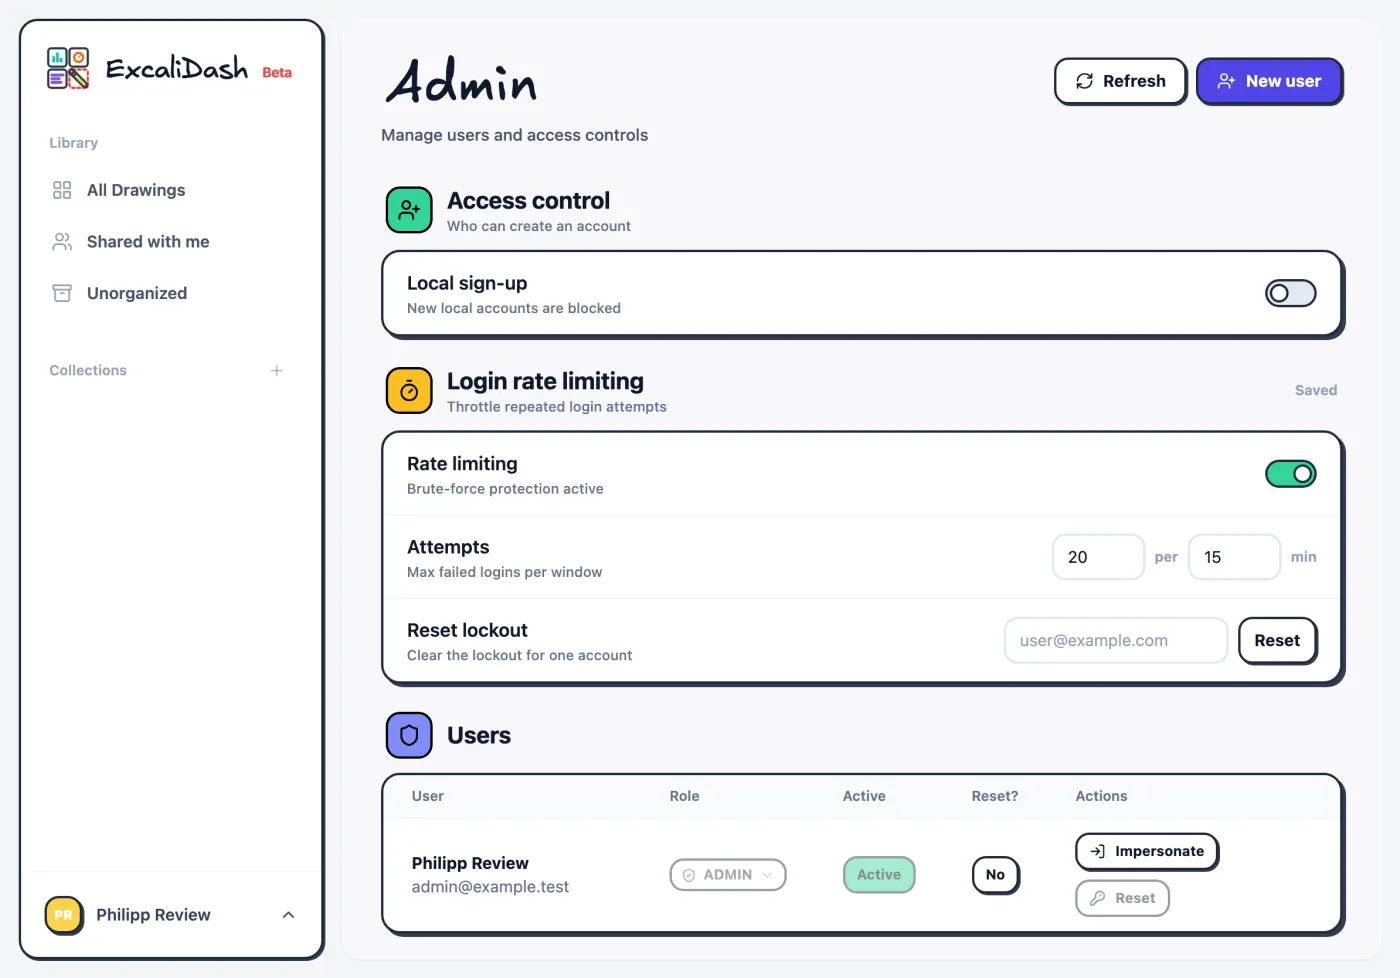 ExcaliDash Beta
Library
All Drawings
Shared with me
Unorganized
Collections
PR
Philipp Review
Admin
Manage users and access controls
Refresh
New user
Access control
Who can create an account
Local sign-up
New local accounts are blocked
Login rate limiting
Throttle repeated login attempts
Saved
Rate limiting
Brute-force protection active
Attempts
Max failed logins per window
20 per 15 min
Reset lockout
Clear the lockout for one account
user@example.com
Reset
Users
User Role Active Reset? Actions
Philipp Review
admin@example.test
ADMIN
Active
No
Impersonate
Reset